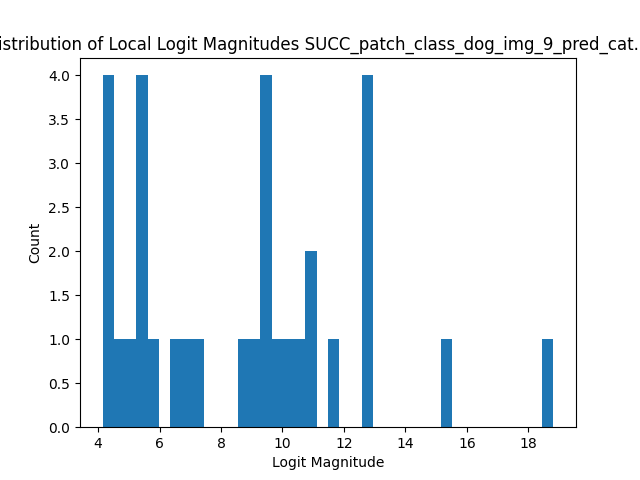 istribution of Local Logit Magnitudes SUCC_patch_class_dog_img_9_pred_cat.
4.0
3.5
3.0
2.5
2.0
1.5
1.0
0.5
0.0
Count
4 6 8 10 12 14 16 18
Logit Magnitude